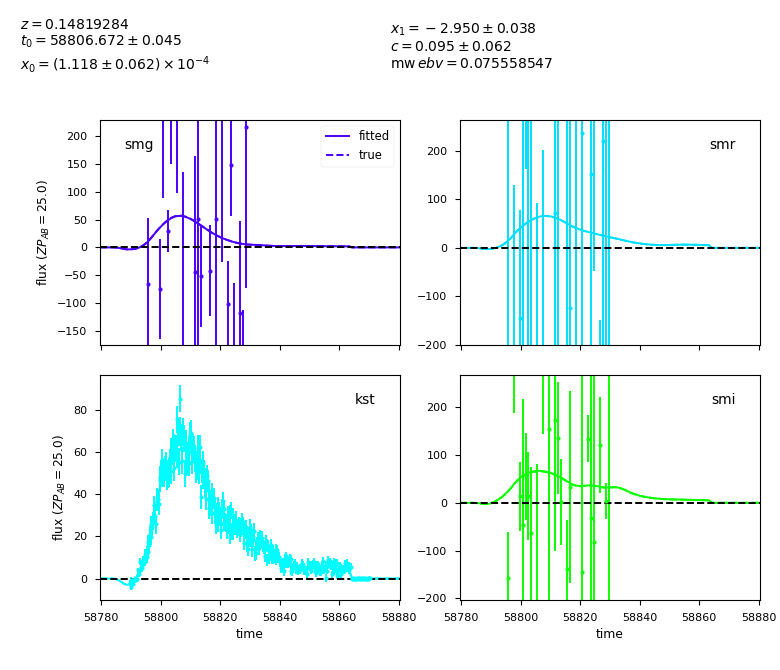 z = 0.14819284
t₀ = 58806.672 ± 0.045
x₀ = (1.118 ± 0.062) × 10⁻⁴
x₁ = −2.950 ± 0.038
c = 0.095 ± 0.062
mw ebv = 0.075558547
smg
fitted
true
200
150
100
50
0
−50
−100
−150
flux (ZP_AB = 25.0)
smr
200
100
0
−100
−200
kst
80
60
40
20
0
flux (ZP_AB = 25.0)
58780 58800 58820 58840 58860 58880
time
smi
200
100
0
−100
−200
58780 58800 58820 58840 58860 58880
time